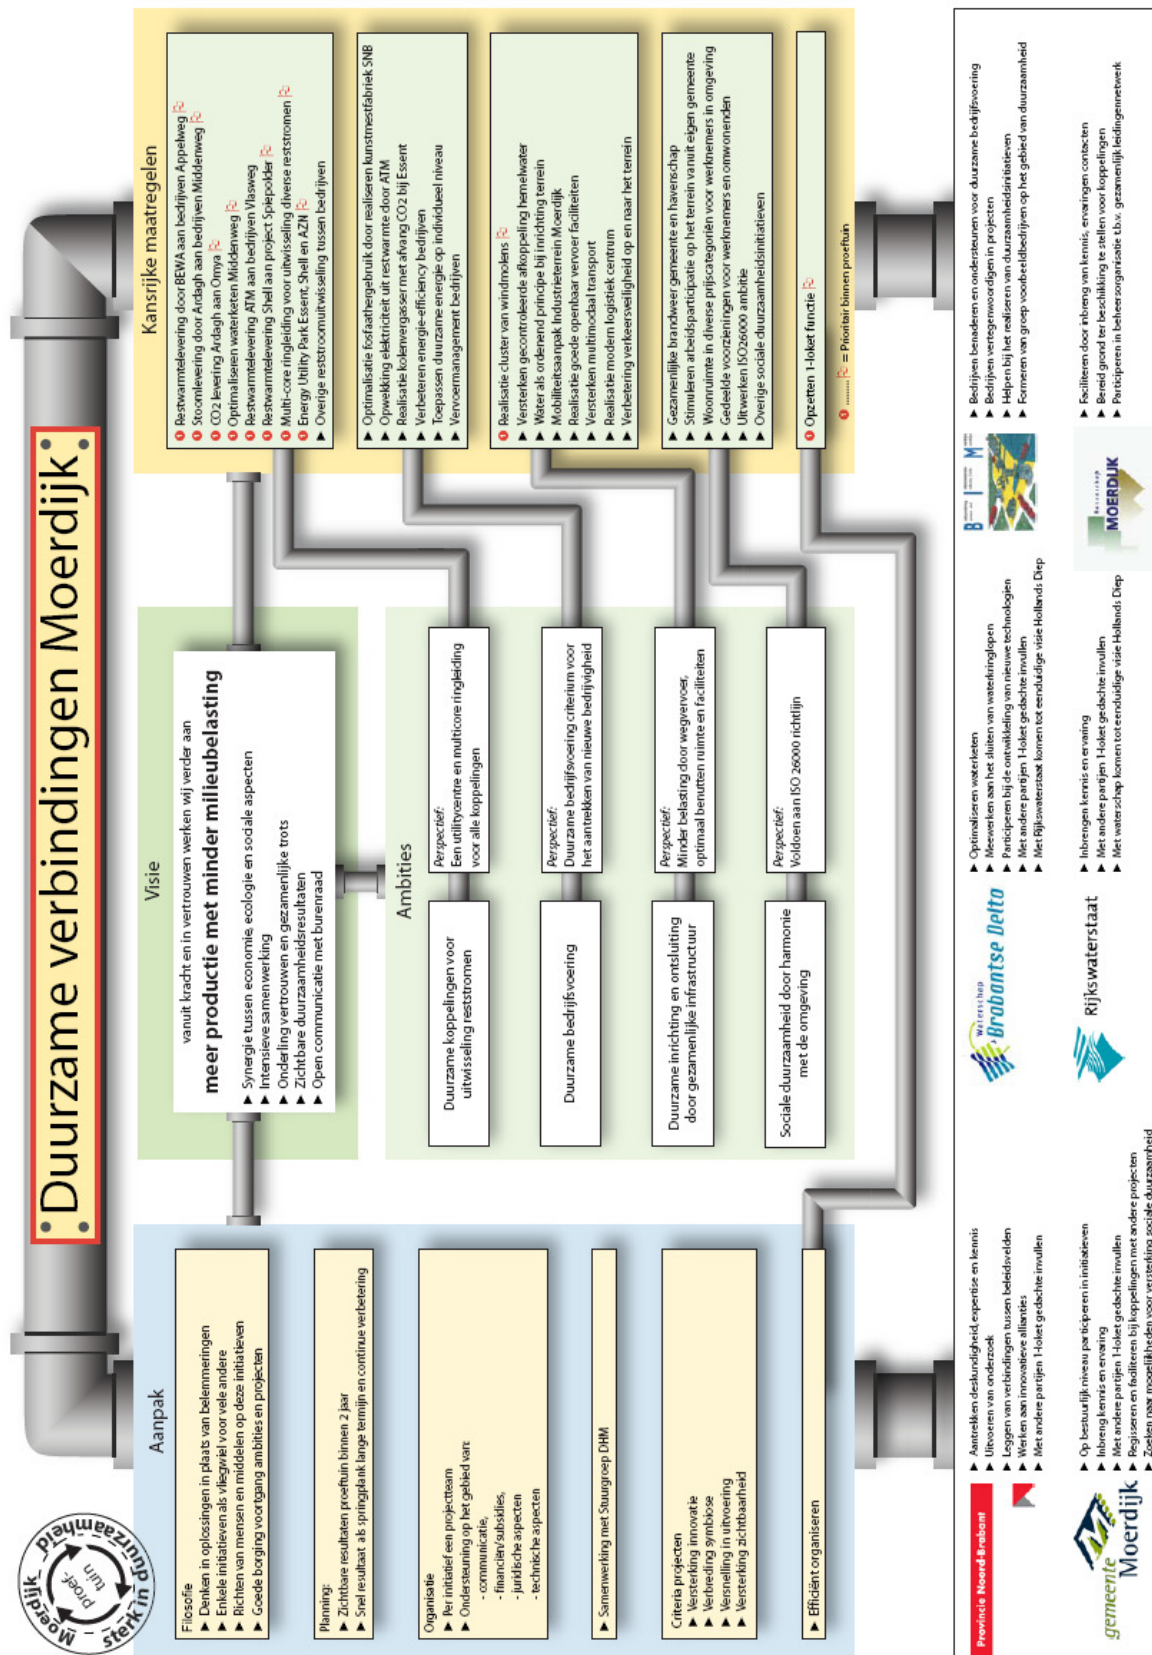 Duurzame verbindingen Moerdijk
Moerdijk
sterk in duurzaamheid
proef-
tuin
Aanpak
Filosofie
► Denken in oplossingen in plaats van belemmeringen
► Enkele initiatieven als vliegwiel voor vele andere
► Richten van mensen en middelen op deze initiatieven
► Goede borging voortgang ambities en projecten
Planning:
► Zichtbare resultaten proeftuin binnen 2 jaar
► Snel resultaat als springplank lange termijn en continue verbetering
Organisatie
► Per initiatief een projectteam
► Ondersteuning op het gebied van:
- communicatie,
- financiën/subsidies,
- juridische aspecten
- technische aspecten
► Samenwerking met Stuurgroep DHM
Criteria projecten
► Versterking innovatie
► Verbreding symbiose
► Versnelling in uitvoering
► Versterking zichtbaarheid
► Efficiënt organiseren
Visie
vanuit kracht en in vertrouwen werken wij verder aan
meer productie met minder milieubelasting
► Synergie tussen economie, ecologie en sociale aspecten
► Intensieve samenwerking
► Onderling vertrouwen en gezamenlijke trots
► Zichtbare duurzaamheidsresultaten
► Open communicatie met burenraad
Ambities
Duurzame koppelingen voor
uitwisseling reststromen
Perspectief:
Een utilitycentre en multicore ringleiding
voor alle koppelingen
Duurzame bedrijfsvoering
Perspectief:
Duurzame bedrijfsvoering criterium voor
het aantrekken van nieuwe bedrijvigheid
Duurzame inrichting en ontsluiting
door gezamenlijke infrastructuur
Perspectief:
Minder belasting door wegvervoer,
optimaal benutten ruimte en faciliteiten
Sociale duurzaamheid door harmonie
met de omgeving
Perspectief:
Voldoen aan ISO 26000 richtlijn
Kansrijke maatregelen
Restwarmtelevering door BEWA aan bedrijven Appelweg
Stoomlevering door Ardagh aan bedrijven Middenweg
CO2 levering Ardagh aan Omya
Optimaliseren waterketen Middenweg
Restwarmtelevering ATM aan bedrijven Vlasweg
Restwarmtelevering Shell aan project Spiepolder
Multi-core ringleiding voor uitwisseling diverse reststromen
Energy Utility Park Essent, Shell en AZN
► Overige reststroomuitwisseling tussen bedrijven
► Optimalisatie fosfaathergebruik door realiseren kunstmestfabriek SNB
► Opwekking elektriciteit uit restwarmte door ATM
► Realisatie kolenvergasser met afvang CO2 bij Essent
► Verbeteren energie-efficiency bedrijven
► Toepassen duurzame energie op individueel niveau
► Vervoermanagement bedrijven
Realisatie cluster van windmolens
► Versterken gecontroleerde afkoppeling hemelwater
► Water als ordenend principe bij inrichting terrein
► Mobiliteitsaanpak Industrieterrein Moerdijk
► Realisatie goede openbaar vervoer faciliteiten
► Versterken multimodaal transport
► Realisatie modern logistiek centrum
► Verbetering verkeersveiligheid op en naar het terrein
► Gezamenlijke brandweer gemeente en havenschap
► Stimuleren arbeidsparticipatie op het terrein vanuit eigen gemeente
► Woonruimte in diverse prijscategoriën voor werknemers in omgeving
► Gedeelde voorzieningen voor werknemers en omwonenden
► Uitwerken ISO26000 ambitie
► Overige sociale duurzaamheidsinitiatieven
Opzetten 1-loket functie
......... = Prioritair binnen proeftuin
Provincie Noord-Brabant
► Aantrekken deskundigheid, expertise en kennis
► Uitvoeren van onderzoek
► Leggen van verbindingen tussen beleidsvelden
► Werken aan innovatieve allianties
► Met andere partijen 1-loket gedachte invullen
Waterschap
Brabantse Delta
► Optimaliseren waterketen
► Meewerken aan het sluiten van waterkringlopen
► Participeren bij de ontwikkeling van nieuwe technologien
► Met andere partijen 1-loket gedachte invullen
► Met Rijkswaterstaat komen tot eenduidige visie Hollands Diep
B I M
► Bedrijven benaderen en ondersteunen voor duurzame bedrijfsvoering
► Bedrijven vertegenwoordigen in projecten
► Helpen bij het realiseren van duurzaamheidsinitiatieven
► Formeren van groep voorbeeldbedrijven op het gebied van duurzaamheid
gemeente
Moerdijk
► Op bestuurlijk niveau participeren in initiatieven
► Inbreng kennis en ervaring
► Met andere partijen 1-loket gedachte invullen
► Regisseren en faciliteren bij koppelingen met andere projecten
► Zoeken naar mogelijkheden voor versterking sociale duurzaamheid
Rijkswaterstaat
► Inbrengen kennis en ervaring
► Met andere partijen 1-loket gedachte invullen
► Met waterschap komen tot eenduidige visie Hollands Diep
Havenschap
MOERDIJK
► Faciliteren door inbreng van kennis, ervaring en contacten
► Bereid grond ter beschikking te stellen voor koppelingen
► Participeren in beheersorganisatie t.b.v. gezamenlijk leidingennetwerk